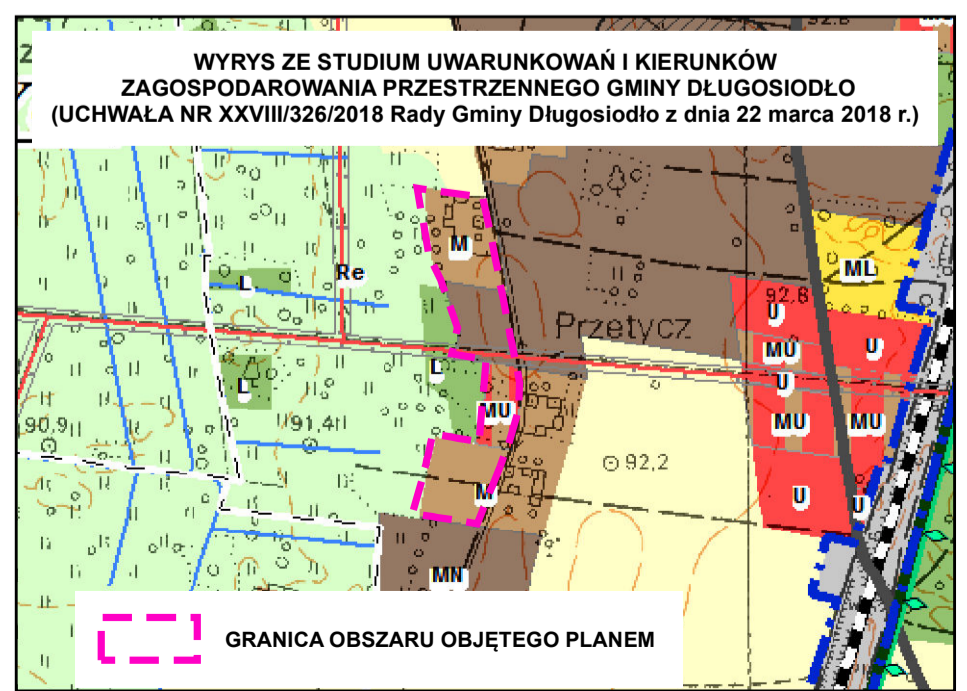 92.8
WYRYS ZE STUDIUM UWARUNKOWAŃ I KIERUNKÓW
ZAGOSPODAROWANIA PRZESTRZENNEGO GMINY DŁUGOSIODŁO
(UCHWAŁA NR XXVIII/326/2018 Rady Gminy Długosiodło z dnia 22 marca 2018 r.)
M
Re
L
ML
92.8
U
Przetycz
U
MU
L
U
L
MU
MU
MU
90,9
91,4
92,2
M
U
U
MN
GRANICA OBSZARU OBJĘTEGO PLANEM